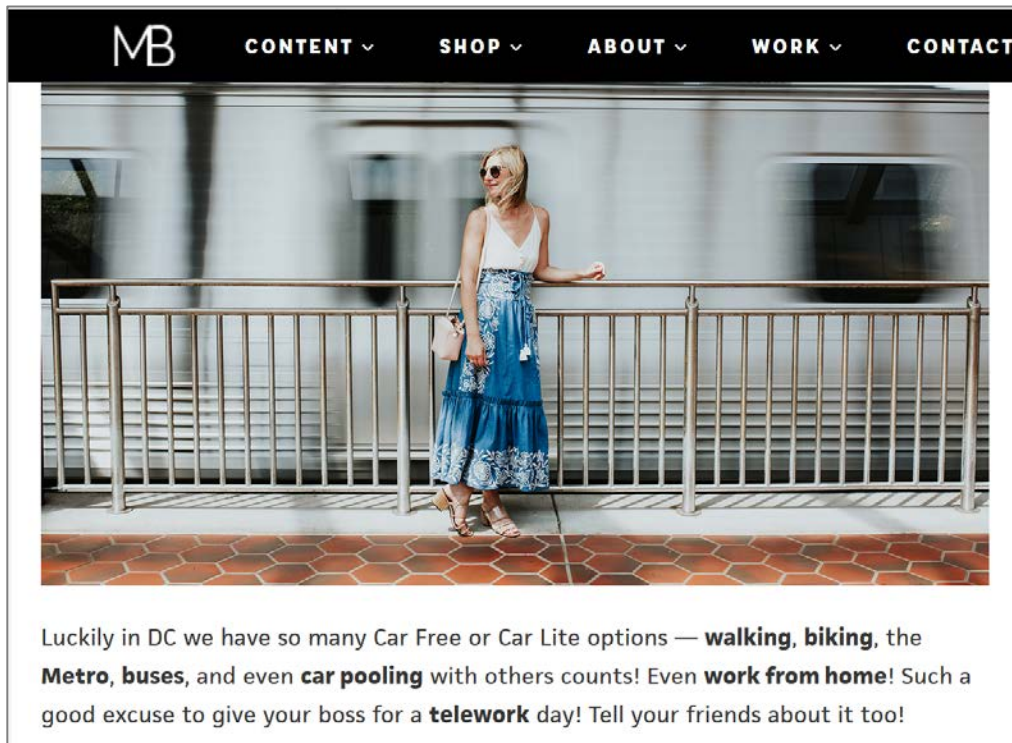 MB CONTENT SHOP ABOUT WORK CONTACT
Luckily in DC we have so many Car Free or Car Lite options — walking, biking, the
Metro, buses, and even car pooling with others counts! Even work from home! Such a
good excuse to give your boss for a telework day! Tell your friends about it too!